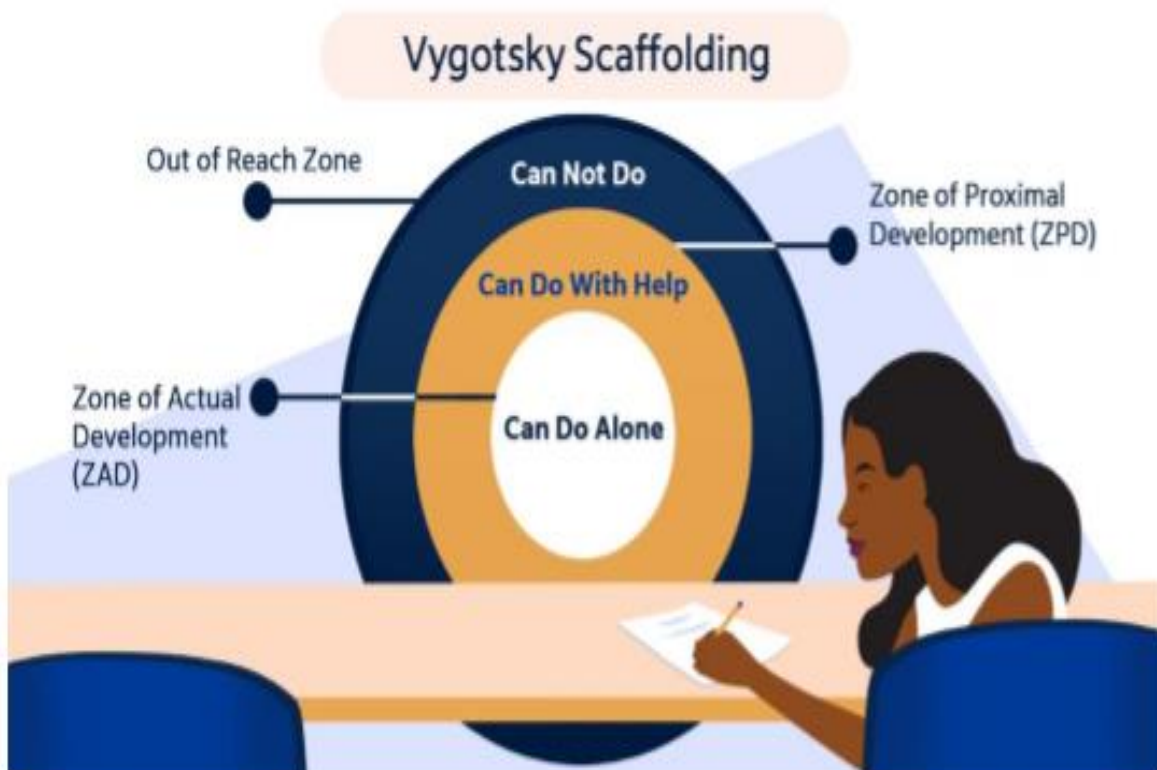 Vygotsky Scaffolding
Out of Reach Zone
Can Not Do
Zone of Proximal
Development (ZPD)
Can Do With Help
Zone of Actual
Development
(ZAD)
Can Do Alone